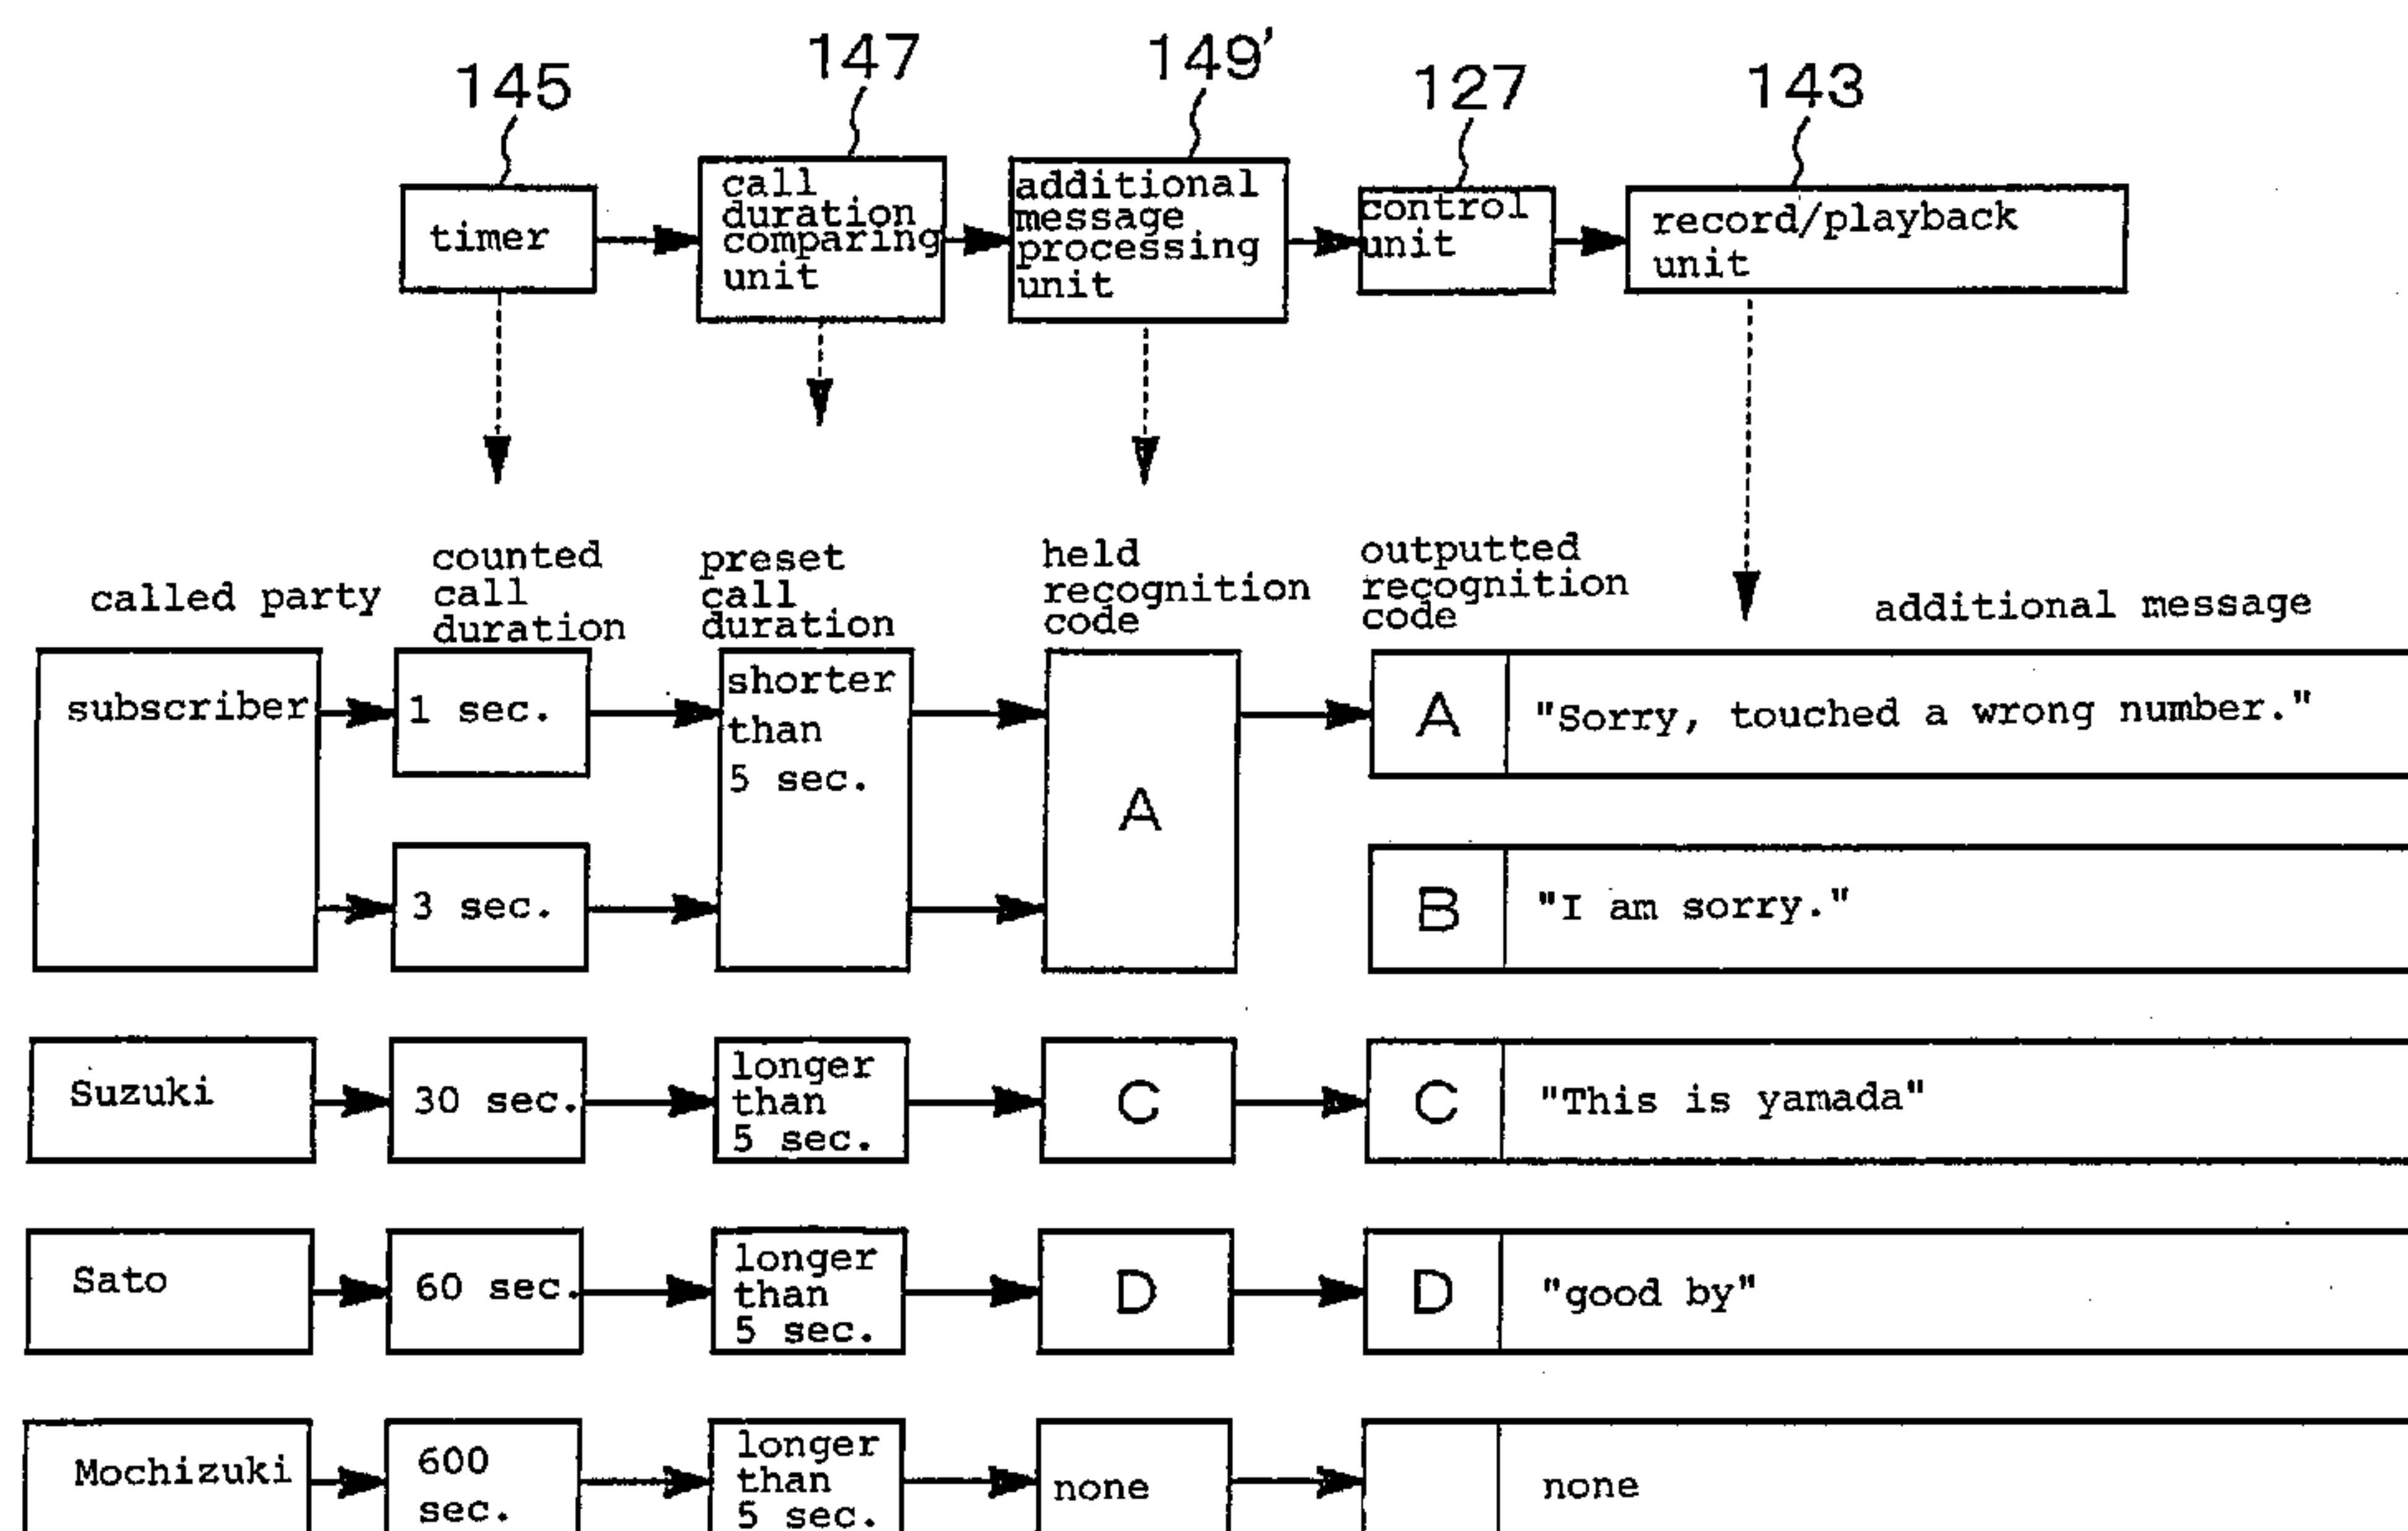 145
147
149'
127
143
timer
call
duration
comparing
unit
additional
message
processing
unit
control
unit
record/playback
unit
called party
counted
call
duration
preset
call
duration
held
recognition
code
outputted
recognition
code
additional message
subscriber
1 sec.
shorter
than
5 sec.
A
A
"Sorry, touched a wrong number."
3 sec.
B
"I am sorry."
Suzuki
30 sec.
longer
than
5 sec.
C
C
"This is yamada"
Sato
60 sec.
longer
than
5 sec.
D
D
"good by"
Mochizuki
600
sec.
longer
than
5 sec.
none
none